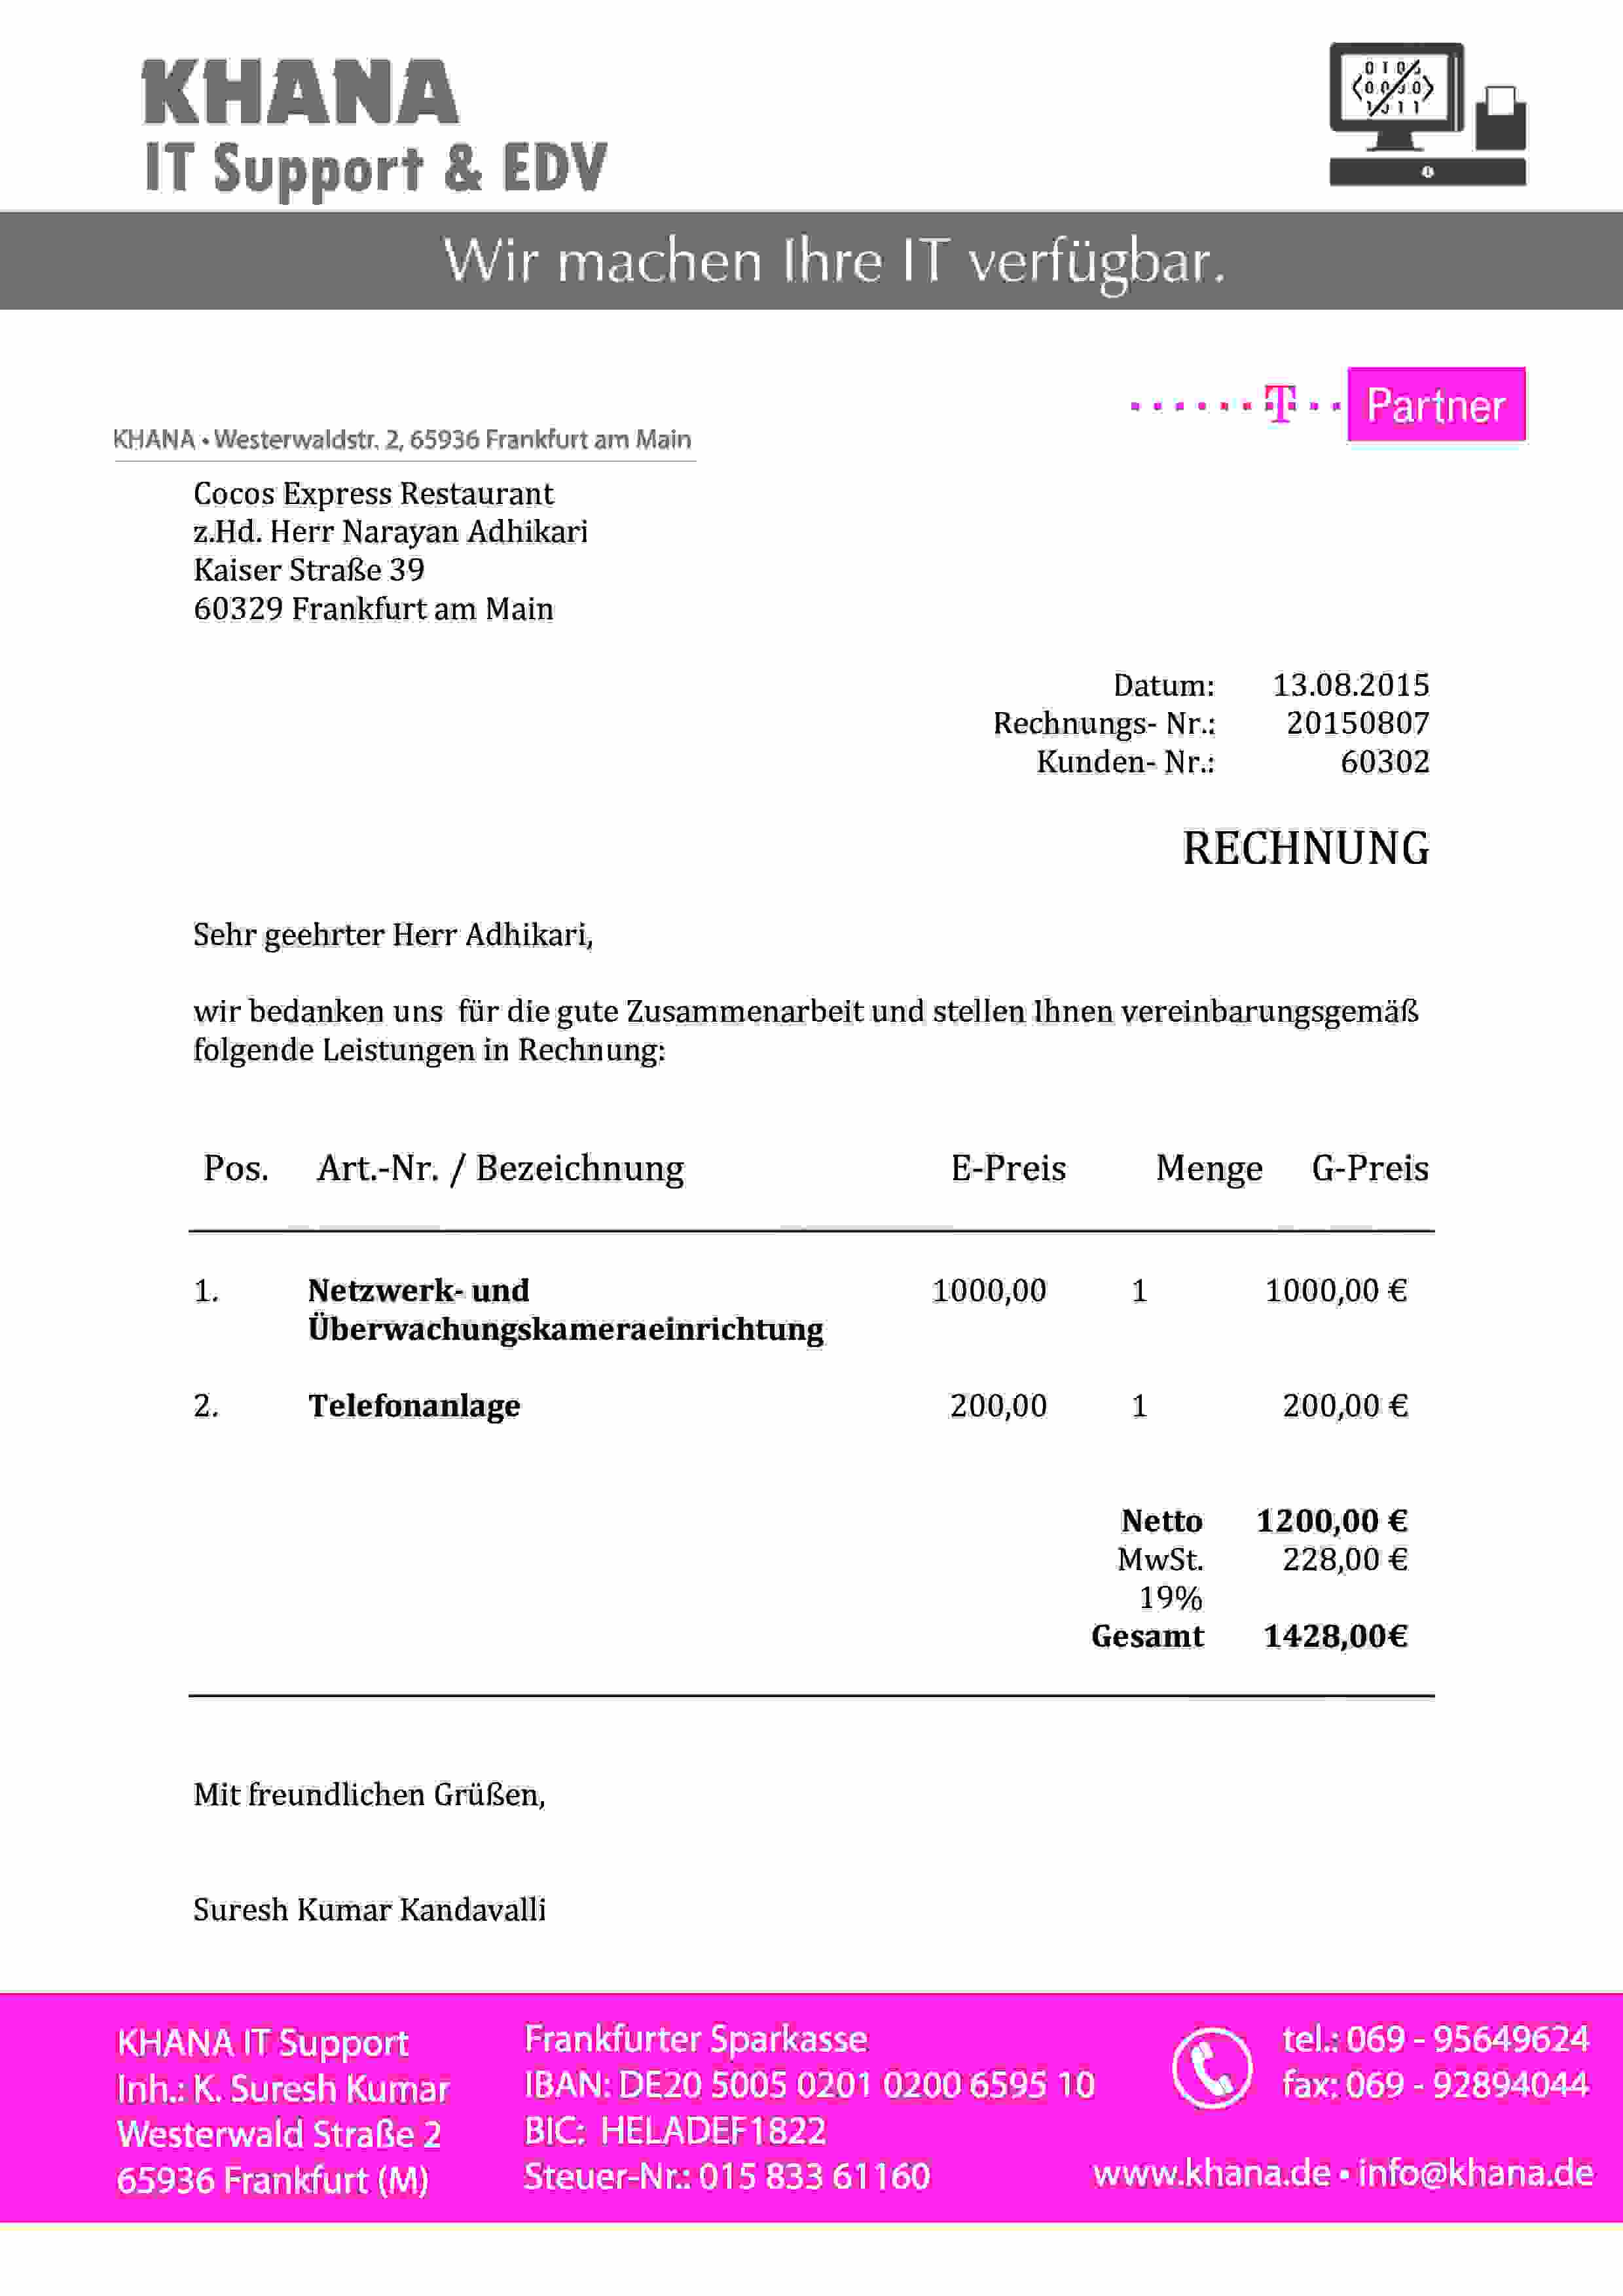 KHANA
IT Support & EDV
Wir machen Ihre IT verfügbar.
T Partner
KHANA • Westerwaldstr. 2, 65936 Frankfurt am Main
Cocos Express Restaurant
z.Hd. Herr Narayan Adhikari
Kaiser Straße 39
60329 Frankfurt am Main
Datum: 13.08.2015
Rechnungs- Nr.: 20150807
Kunden- Nr.: 60302
RECHNUNG
Sehr geehrter Herr Adhikari,
wir bedanken uns für die gute Zusammenarbeit und stellen Ihnen vereinbarungsgemäß
folgende Leistungen in Rechnung:
Pos. Art.-Nr. / Bezeichnung E-Preis Menge G-Preis
1. Netzwerk- und 1000,00 1 1000,00 €
Überwachungskameraeinrichtung
2. Telefonanlage 200,00 1 200,00 €
Netto 1200,00 €
MwSt. 228,00 €
19%
Gesamt 1428,00€
Mit freundlichen Grüßen,
Suresh Kumar Kandavalli
KHANA IT Support
Inh.: K. Suresh Kumar
Westerwald Straße 2
65936 Frankfurt (M)
Frankfurter Sparkasse
IBAN: DE20 5005 0201 0200 6595 10
BIC: HELADEF1822
Steuer-Nr.: 015 833 61160
tel.: 069 - 95649624
fax: 069 - 92894044
www.khana.de • info@khana.de